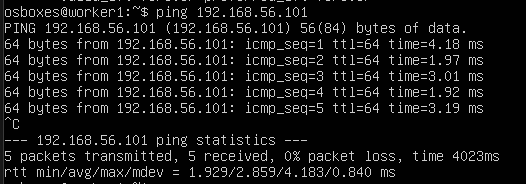 osboxes@worker1:~$ ping 192.168.56.101
PING 192.168.56.101 (192.168.56.101) 56(84) bytes of data.
64 bytes from 192.168.56.101: icmp_seq=1 ttl=64 time=4.18 ms
64 bytes from 192.168.56.101: icmp_seq=2 ttl=64 time=1.97 ms
64 bytes from 192.168.56.101: icmp_seq=3 ttl=64 time=3.01 ms
64 bytes from 192.168.56.101: icmp_seq=4 ttl=64 time=1.92 ms
64 bytes from 192.168.56.101: icmp_seq=5 ttl=64 time=3.19 ms
^C
--- 192.168.56.101 ping statistics ---
5 packets transmitted, 5 received, 0% packet loss, time 4023ms
rtt min/avg/max/mdev = 1.929/2.859/4.183/0.840 ms